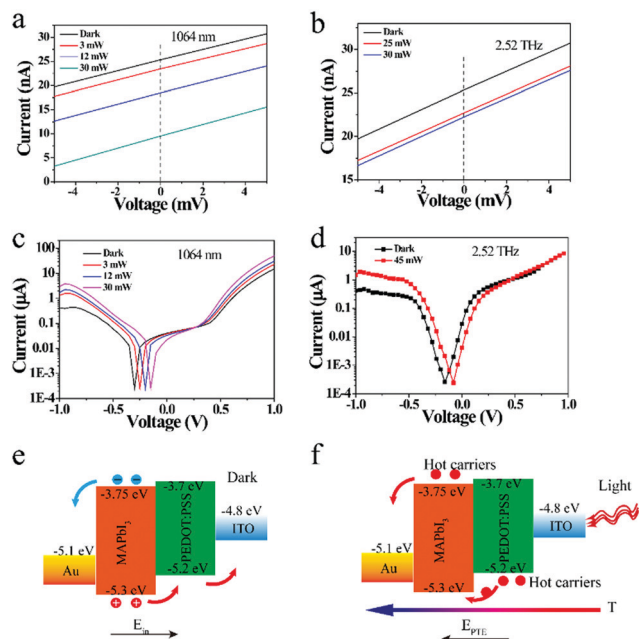 a
1064 nm
Dark
3 mW
12 mW
30 mW
Current (nA)
30
25
20
15
10
5
0
-4 -2 0 2 4
Voltage (mV)
b
2.52 THz
Dark
25 mW
30 mW
Current (nA)
30
25
20
15
-4 -2 0 2 4
Voltage (mV)
c
1064 nm
Dark
3 mW
12 mW
30 mW
Current (µA)
100
10
1
0.1
0.01
1E-3
1E-4
-1.0 -0.5 0.0 0.5 1.0
Voltage (V)
d
2.52 THz
Dark
45 mW
Current (µA)
100
10
1
0.1
0.01
1E-3
1E-4
-1.0 -0.5 0.0 0.5 1.0
Current (V)
e
Dark
-3.75 eV
-3.7 eV
-4.8 eV
ITO
MAPbI3
PEDOT:PSS
-5.1 eV
Au
-5.2 eV
-5.3 eV
Ein
f
Hot carriers
Light
-3.75 eV
-3.7 eV
-4.8 eV
ITO
MAPbI3
PEDOT:PSS
-5.1 eV
Au
-5.2 eV
-5.3 eV
Hot carriers
T
EPTE